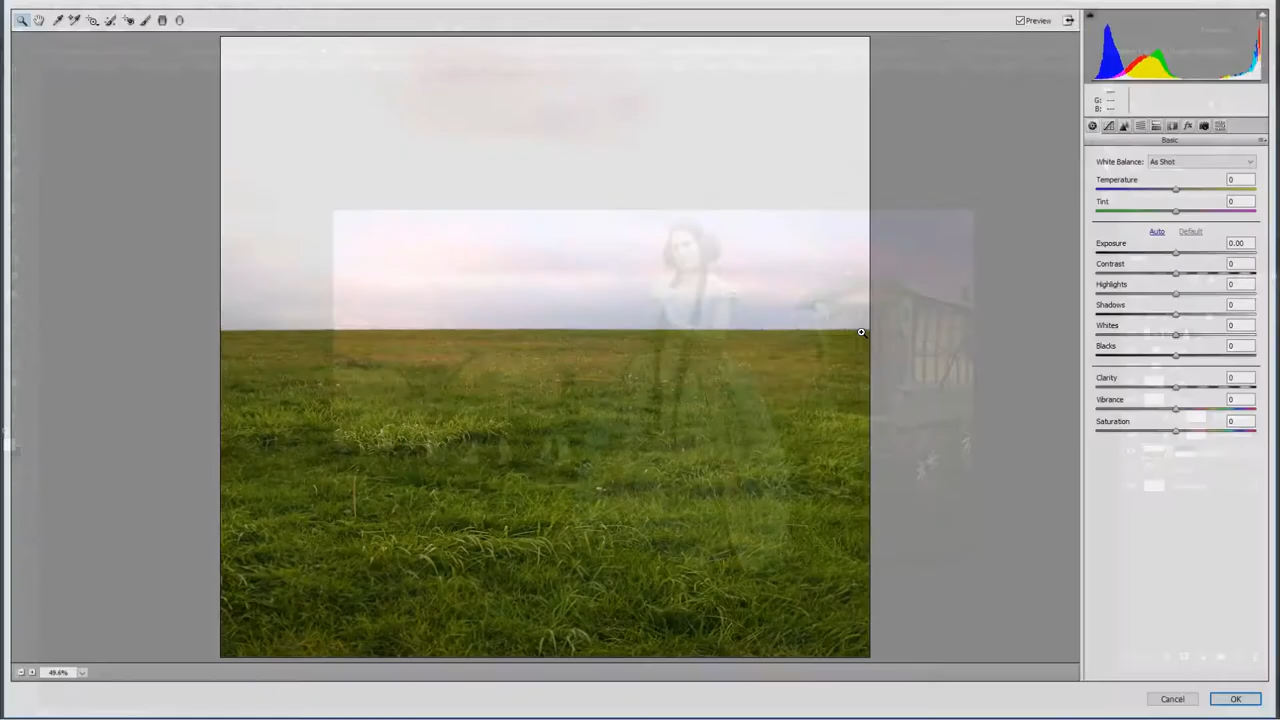 Preview
G: ---
B: ---
Basic
White Balance: As Shot
Temperature 0
Tint 0
Auto Default
Exposure 0.00
Contrast 0
Highlights 0
Shadows 0
Whites 0
Blacks 0
Clarity 0
Vibrance 0
Saturation 0
49.6%
Cancel OK